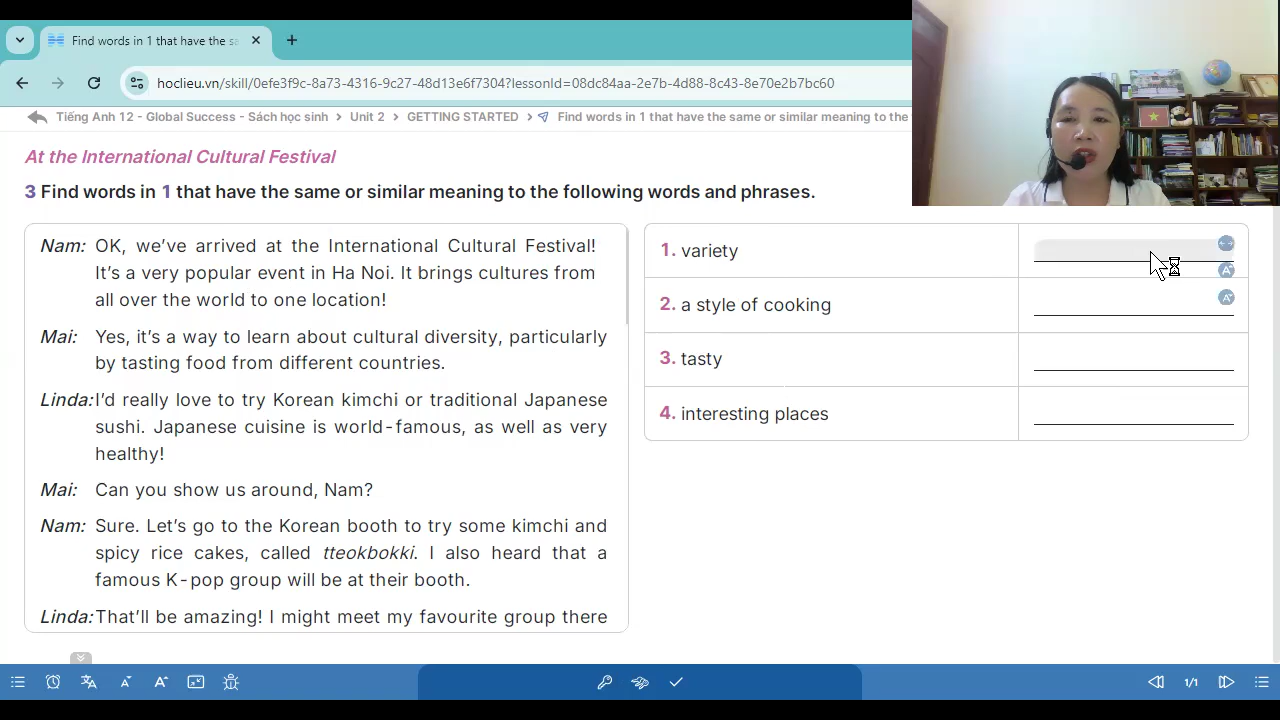 Find words in 1 that have the sa
hoclieu.vn/skill/0efe3f9c-8a73-4316-9c27-48d13e6f7304?lessonId=08dc84aa-2e7b-4d88-8c43-8e70e2b7bc60
Tiếng Anh 12 - Global Success - Sách học sinh > Unit 2 > GETTING STARTED > Find words in 1 that have the same or similar meaning to the
At the International Cultural Festival
3 Find words in 1 that have the same or similar meaning to the following words and phrases.
Nam: OK, we've arrived at the International Cultural Festival!
It's a very popular event in Ha Noi. It brings cultures from
all over the world to one location!
Mai: Yes, it's a way to learn about cultural diversity, particularly
by tasting food from different countries.
Linda: I'd really love to try Korean kimchi or traditional Japanese
sushi. Japanese cuisine is world-famous, as well as very
healthy!
Mai: Can you show us around, Nam?
Nam: Sure. Let's go to the Korean booth to try some kimchi and
spicy rice cakes, called tteokbokki. I also heard that a
famous K-pop group will be at their booth.
Linda: That'll be amazing! I might meet my favourite group there
1. variety
2. a style of cooking
3. tasty
4. interesting places
1/1